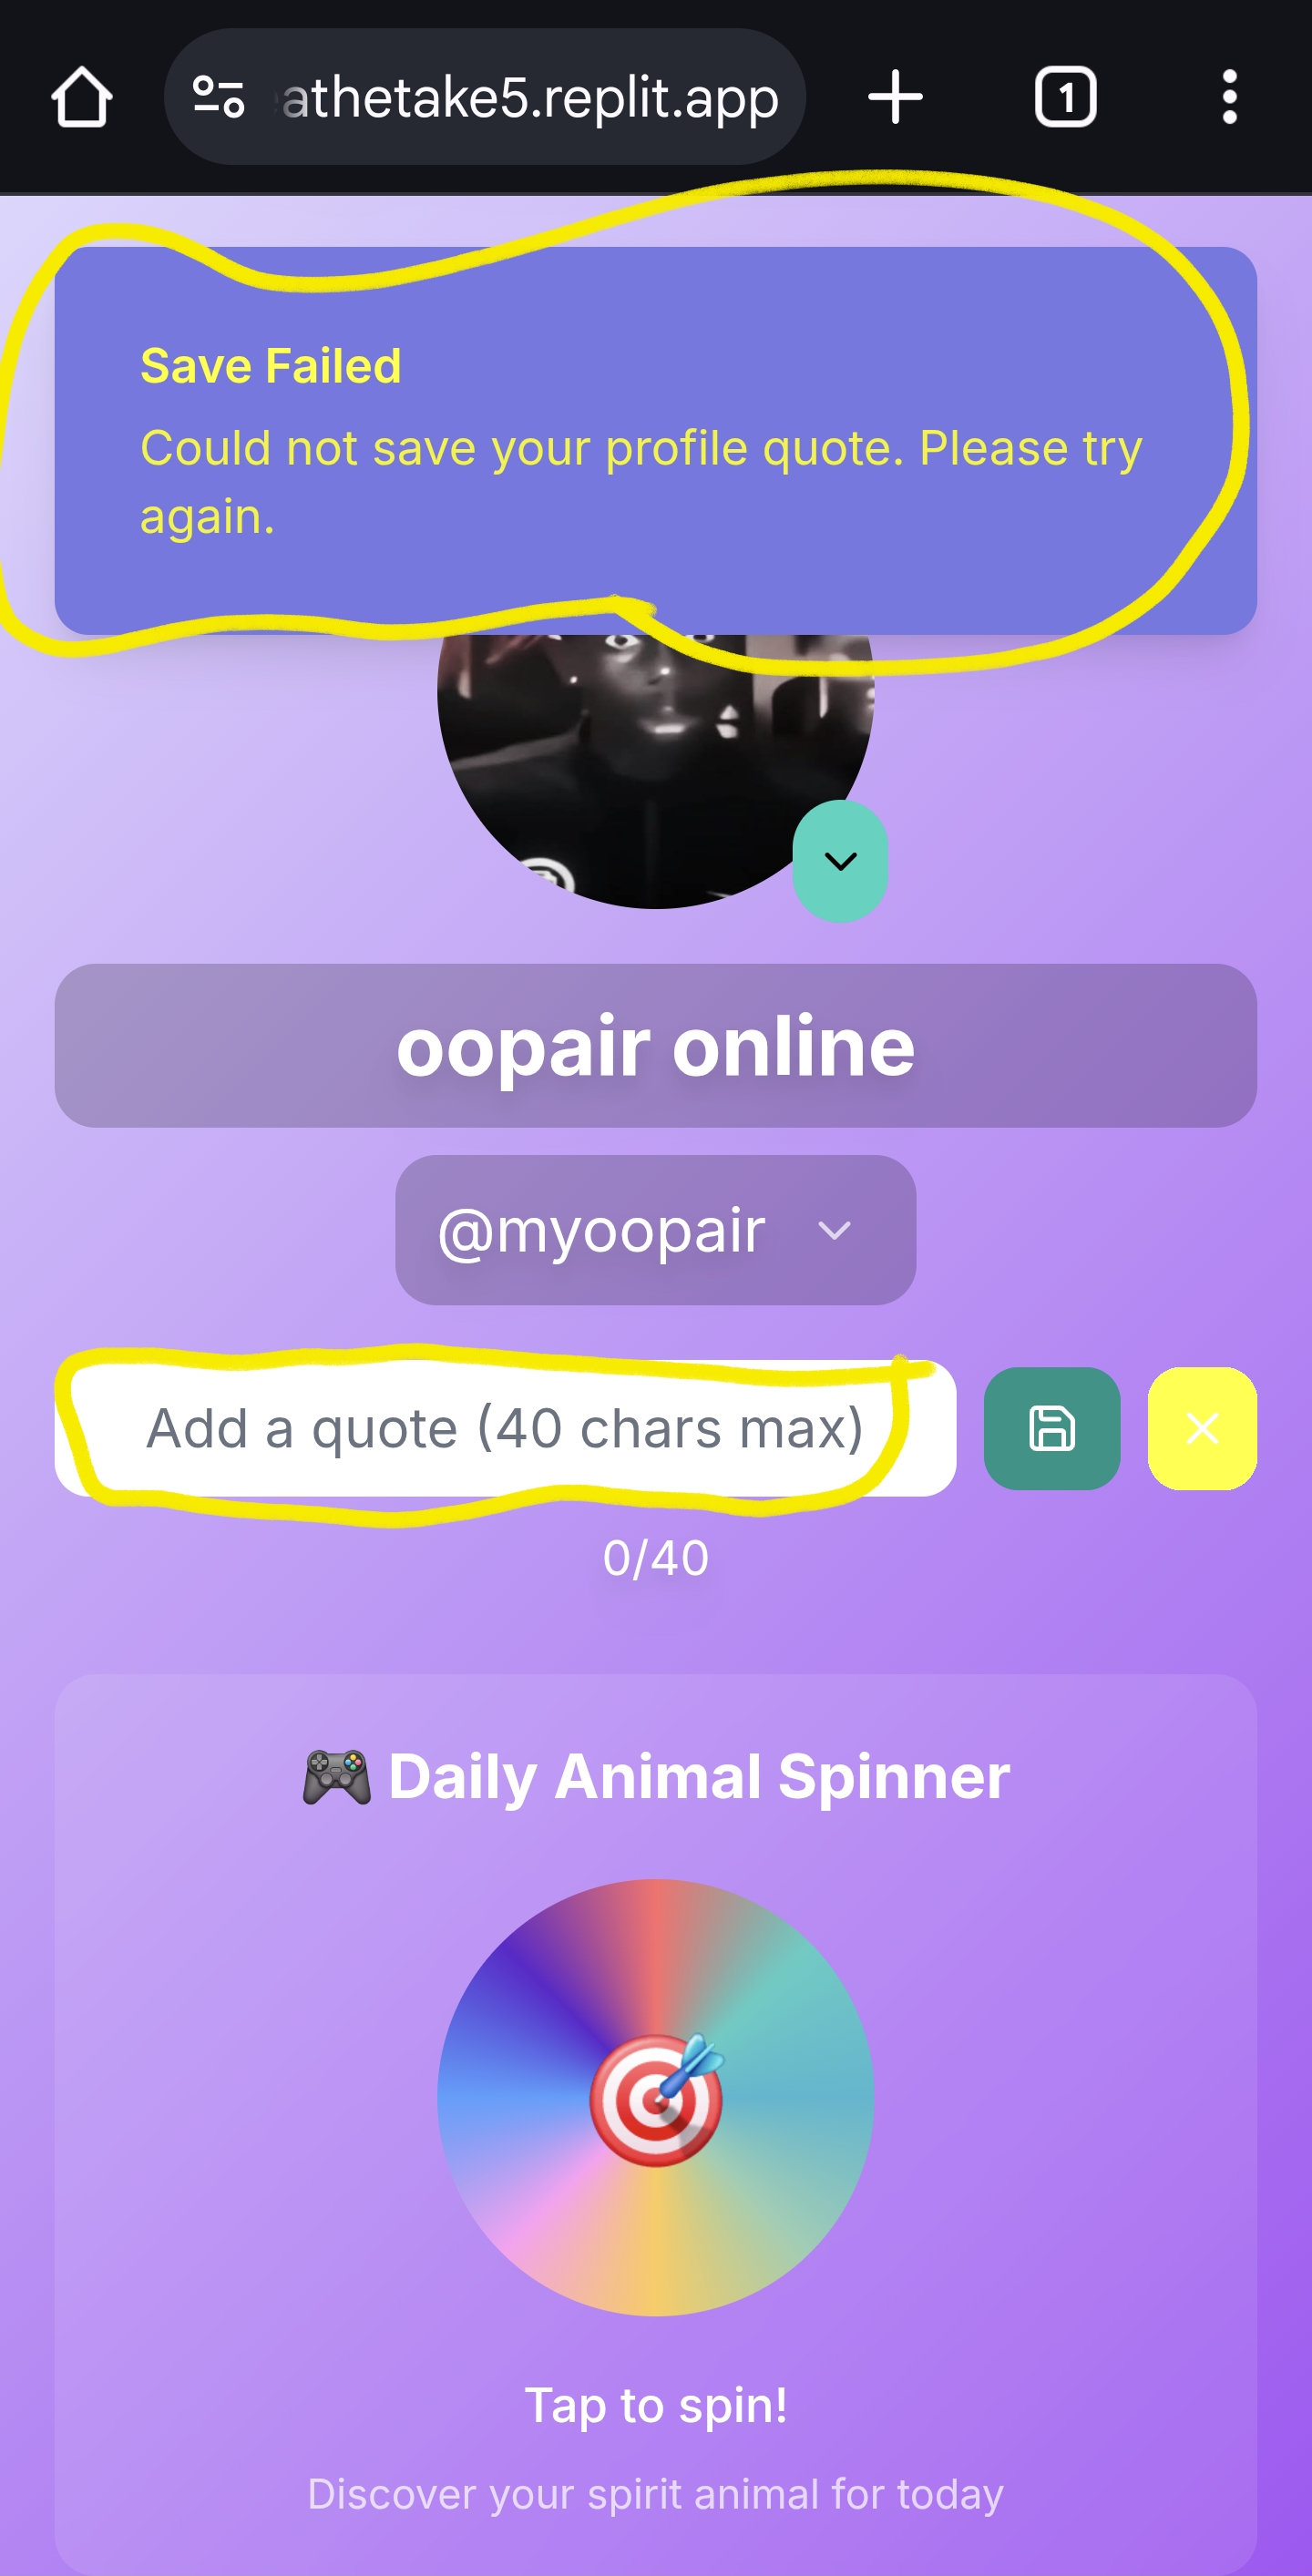 athetake5.replit.app
1
Save Failed
Could not save your profile quote. Please try
again.
oopair online
@myoopair
Add a quote (40 chars max)
0/40
🎮 Daily Animal Spinner
Tap to spin!
Discover your spirit animal for today